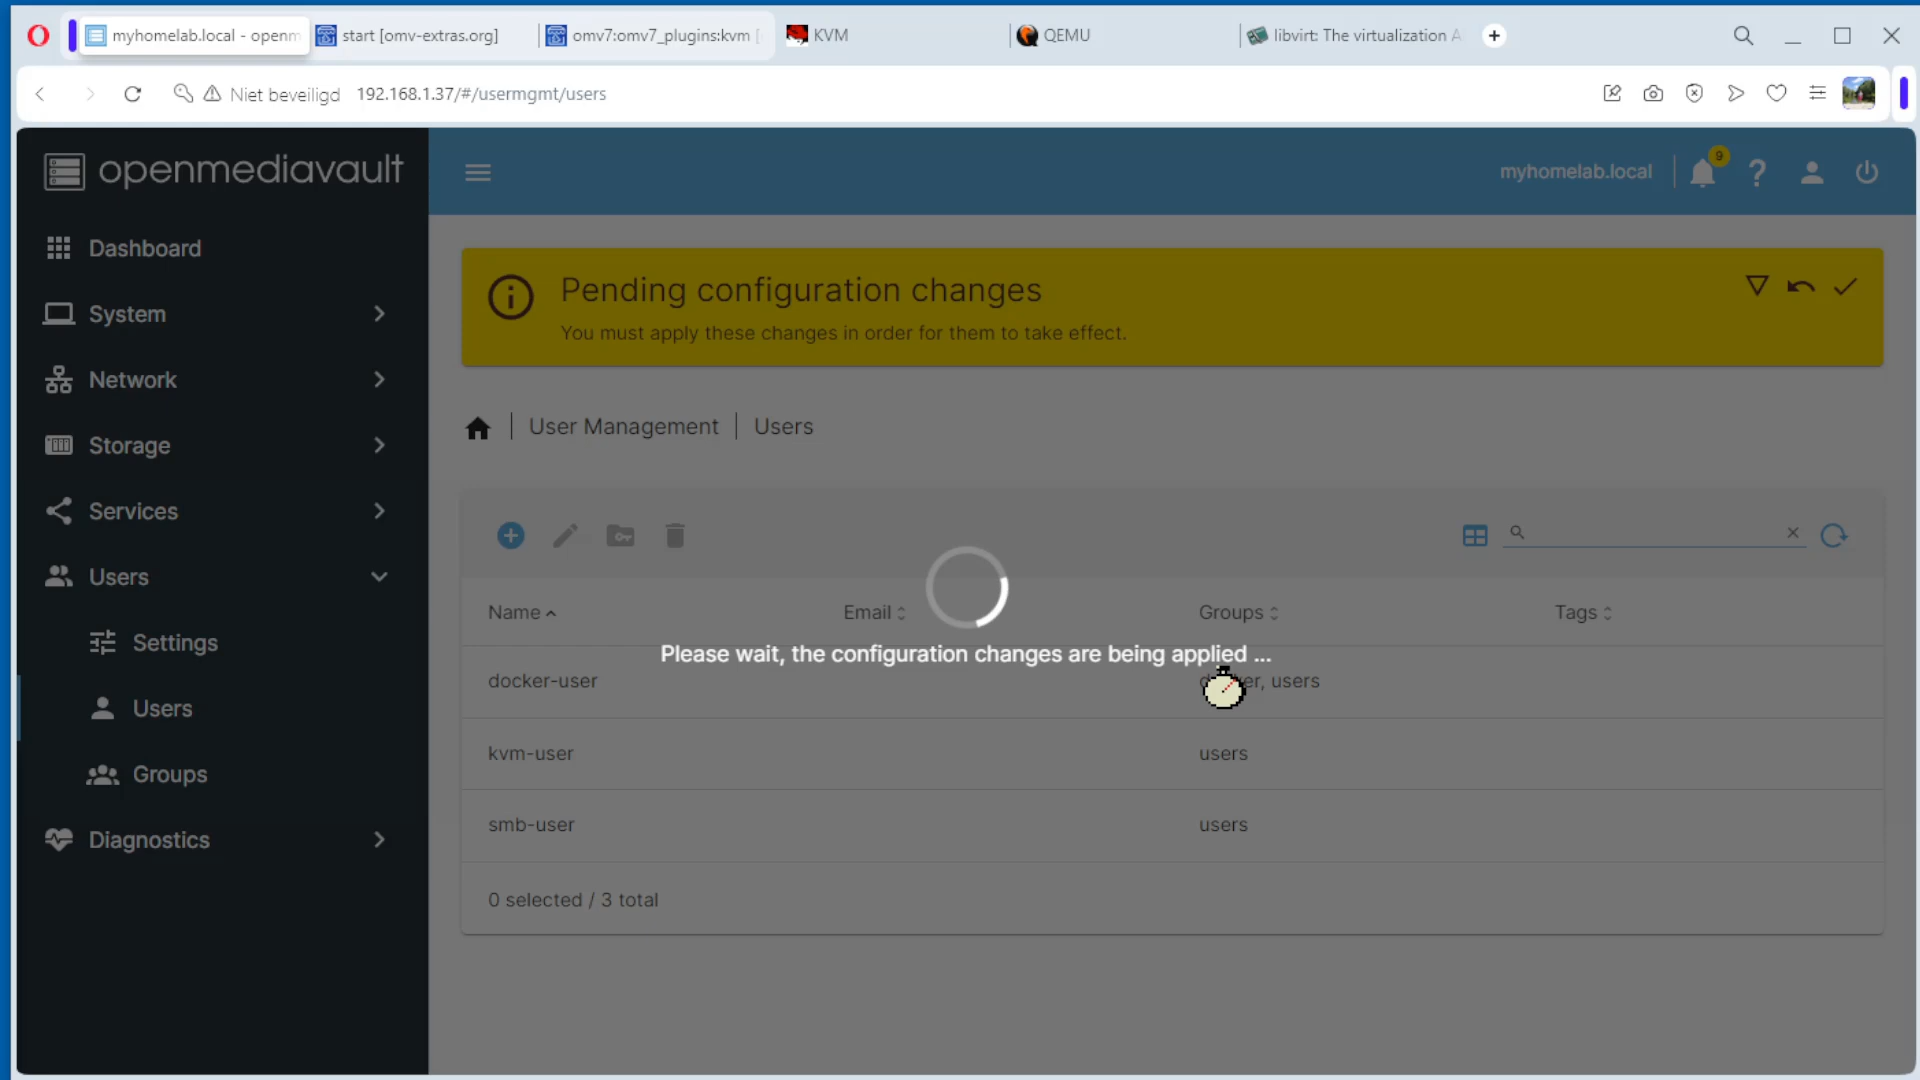 myhomelab.local - openm
start [omv-extras.org]
omv7:omv7_plugins:kvm [
KVM
QEMU
libvirt: The virtualization A
Niet beveiligd
192.168.1.37/#/usermgmt/users
openmediavault
myhomelab.local
9
Dashboard
System
Network
Storage
Services
Users
Settings
Users
Groups
Diagnostics
Pending configuration changes
You must apply these changes in order for them to take effect.
User Management
Users
Name
Email
Groups
Tags
Please wait, the configuration changes are being applied ...
docker-user
users
kvm-user
users
smb-user
users
0 selected / 3 total